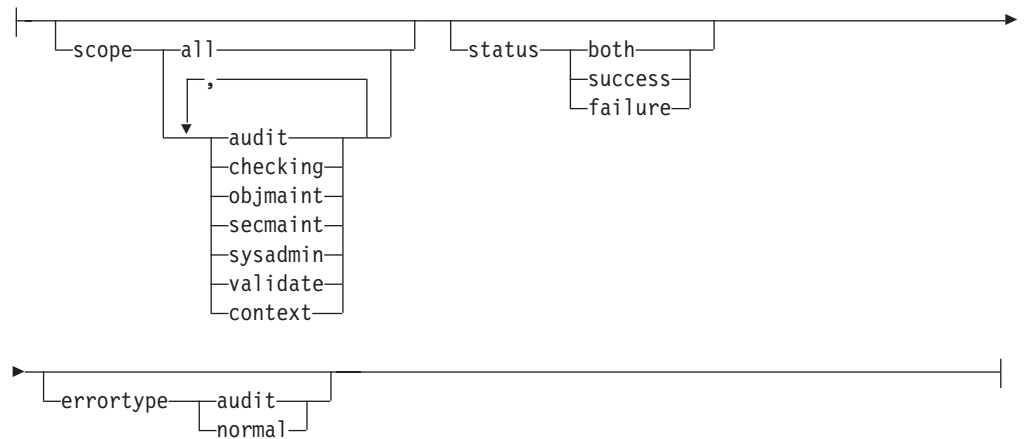 scope all status both
, success
failure
audit
checking
objmaint
secmaint
sysadmin
validate
context
errortype audit
normal